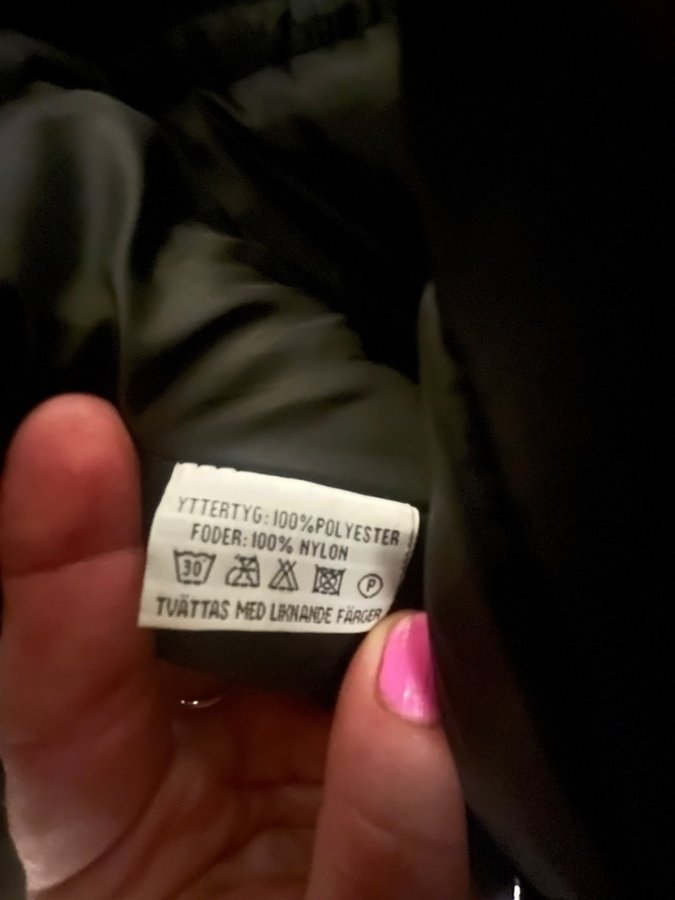 YTTERTYG: 100% POLYESTER
FODER: 100% NYLON
30° P
TVÄTTAS MED LIKNANDE FÄRGER